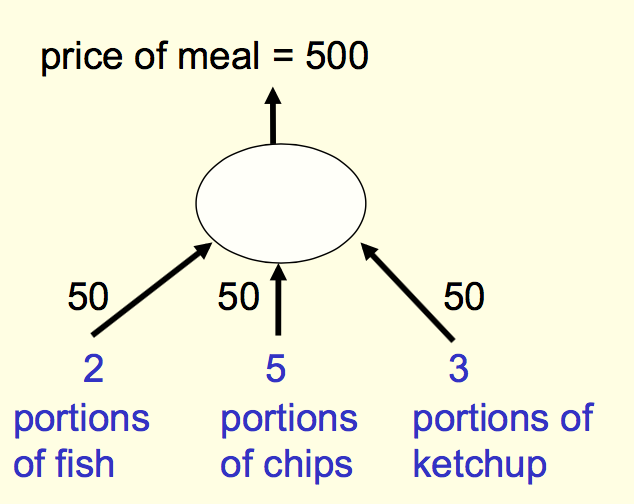 price of meal = 500
50 50 50
2 5 3
portions portions portions of
of fish of chips ketchup